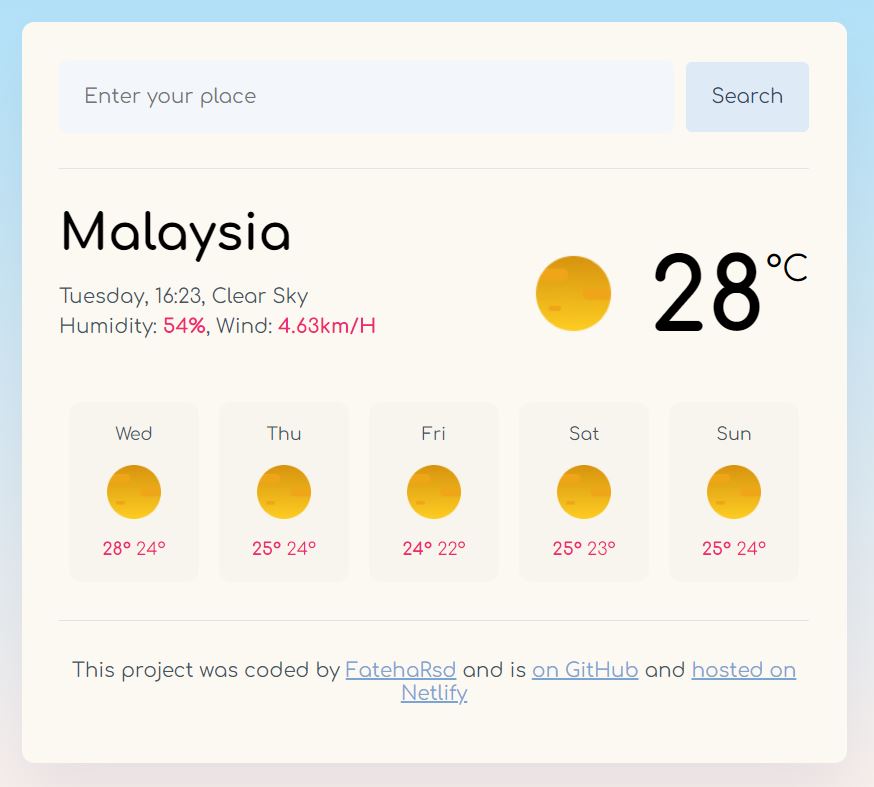 Enter your place
Search
Malaysia
Tuesday, 16:23, Clear Sky
Humidity: 54%, Wind: 4.63km/H
28°C
Wed
28° 24°
Thu
25° 24°
Fri
24° 22°
Sat
25° 23°
Sun
25° 24°
This project was coded by FatehaRsd and is on GitHub and hosted on
Netlify